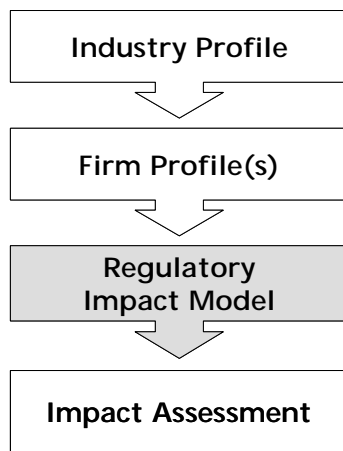 Industry Profile
Firm Profile(s)
Regulatory
Impact Model
Impact Assessment